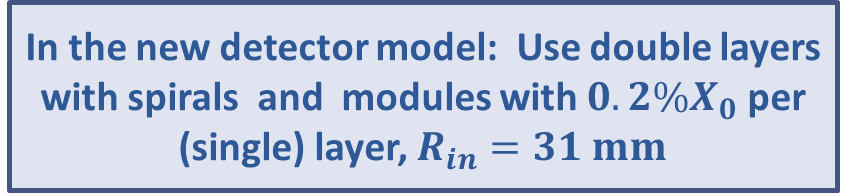 In the new detector model: Use double layers
with spirals and modules with 0.2%X₀ per
(single) layer, Rᵢₙ = 31 mm